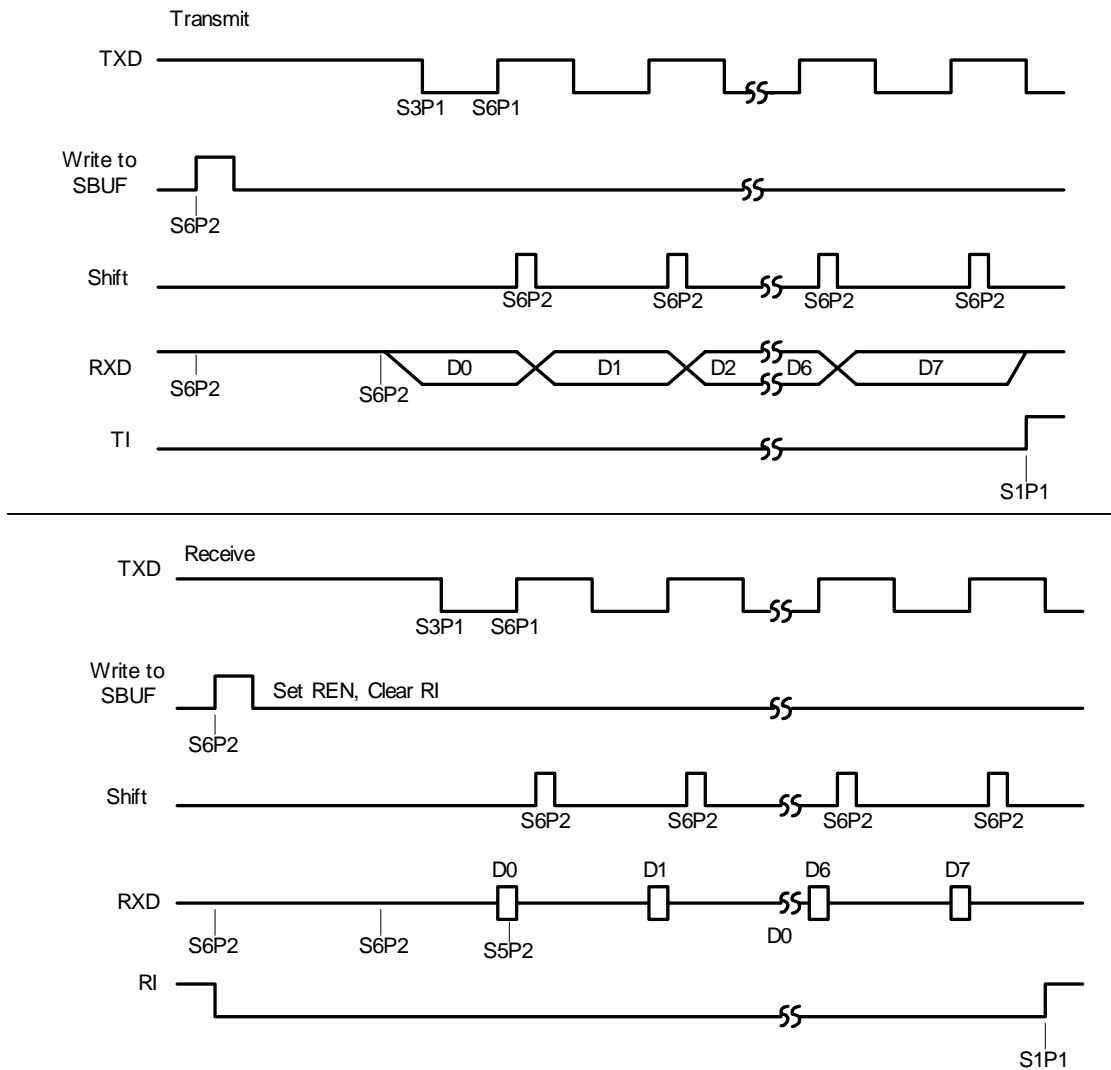 Transmit
TXD
S3P1 S6P1
Write to
SBUF
S6P2
Shift
S6P2 S6P2 S6P2 S6P2
RXD D0 D1 D2 D6 D7
S6P2 S6P2
TI
S1P1
Receive
TXD
S3P1 S6P1
Write to
SBUF Set REN, Clear RI
S6P2
Shift
S6P2 S6P2 S6P2 S6P2
D0 D1 D6 D7
RXD
D0
S6P2 S6P2 S5P2
RI
S1P1